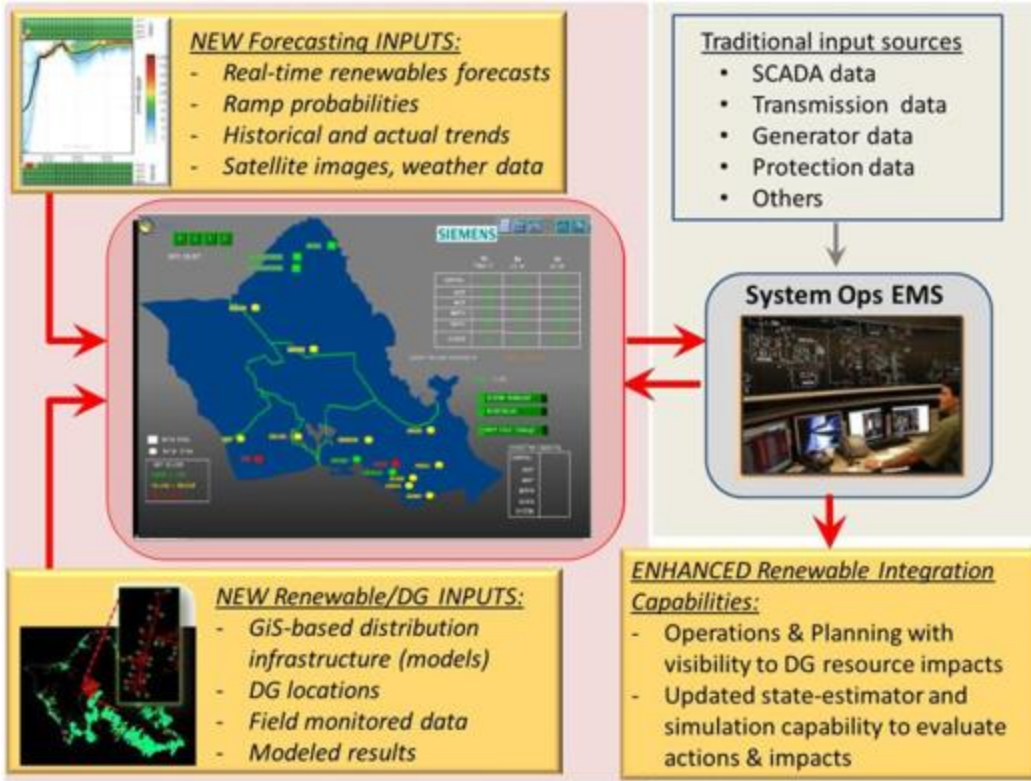 NEW Forecasting INPUTS:
- Real-time renewables forecasts
- Ramp probabilities
- Historical and actual trends
- Satellite images, weather data
Traditional input sources
• SCADA data
• Transmission data
• Generator data
• Protection data
• Others
SIEMENS
System Ops EMS
NEW Renewable/DG INPUTS:
- GiS-based distribution
infrastructure (models)
- DG locations
- Field monitored data
- Modeled results
ENHANCED Renewable Integration
Capabilities:
- Operations & Planning with
visibility to DG resource impacts
- Updated state-estimator and
simulation capability to evaluate
actions & impacts